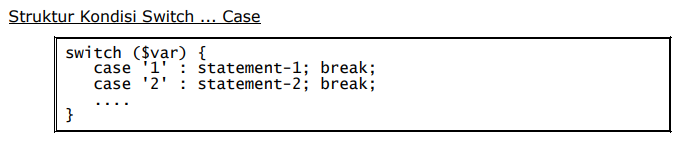 Struktur Kondisi Switch ... Case
switch ($var) {
   case '1' : statement-1; break;
   case '2' : statement-2; break;
   ....
}